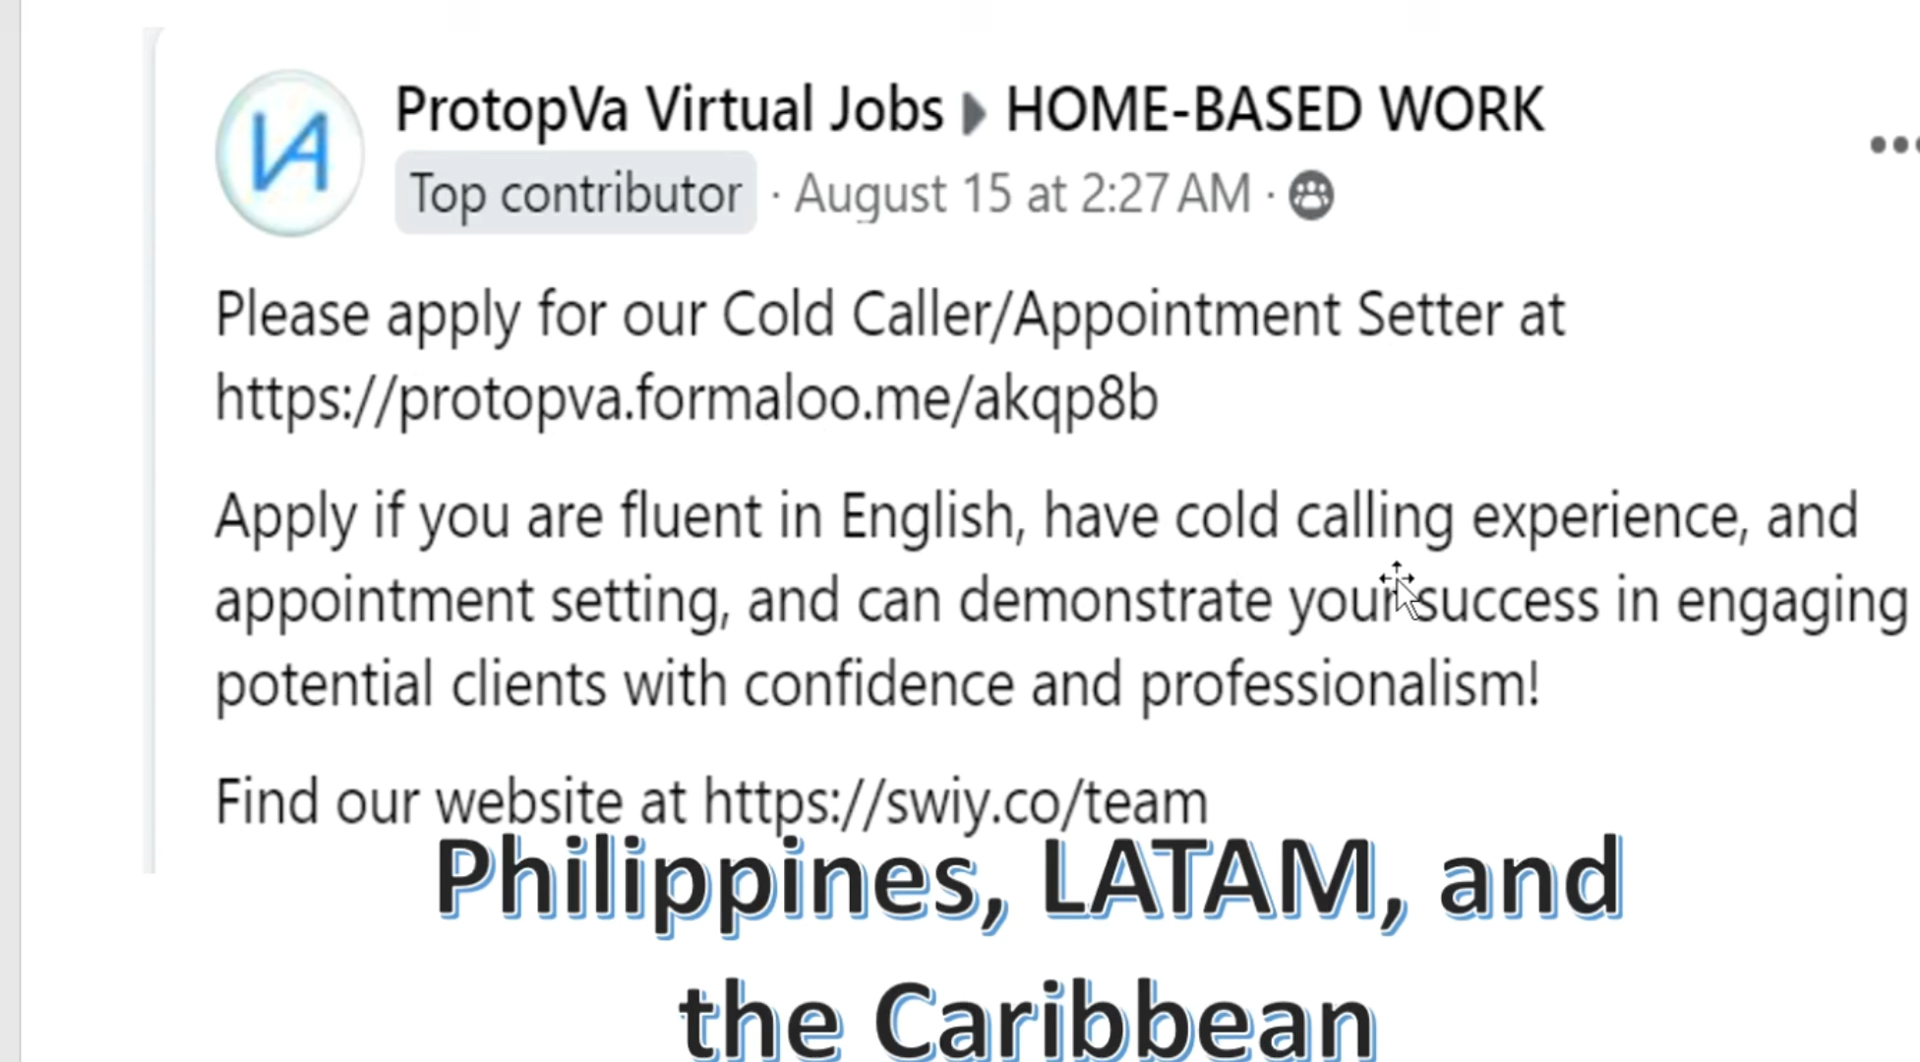 VA
ProtopVa Virtual Jobs HOME-BASED WORK
Top contributor · August 15 at 2:27 AM ·
Please apply for our Cold Caller/Appointment Setter at
https://protopva.formaloo.me/akqp8b
Apply if you are fluent in English, have cold calling experience, and
appointment setting, and can demonstrate your success in engaging
potential clients with confidence and professionalism!
Find our website at https://swiy.co/team
Philippines, LATAM, and
the Caribbean